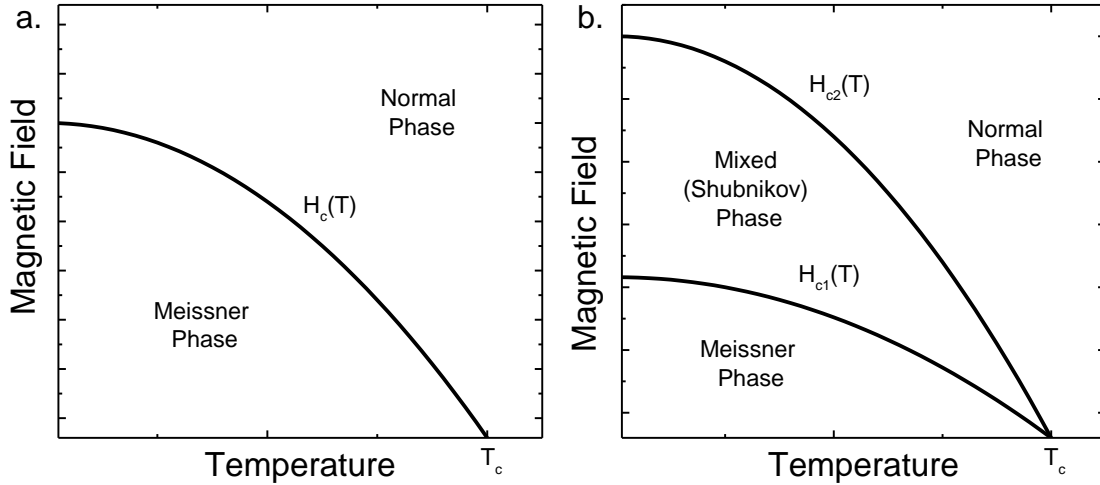 a.
Magnetic Field
Normal
Phase
H_c(T)
Meissner
Phase
Temperature
T_c
b.
Magnetic Field
H_c2(T)
Normal
Phase
Mixed
(Shubnikov)
Phase
H_c1(T)
Meissner
Phase
Temperature
T_c